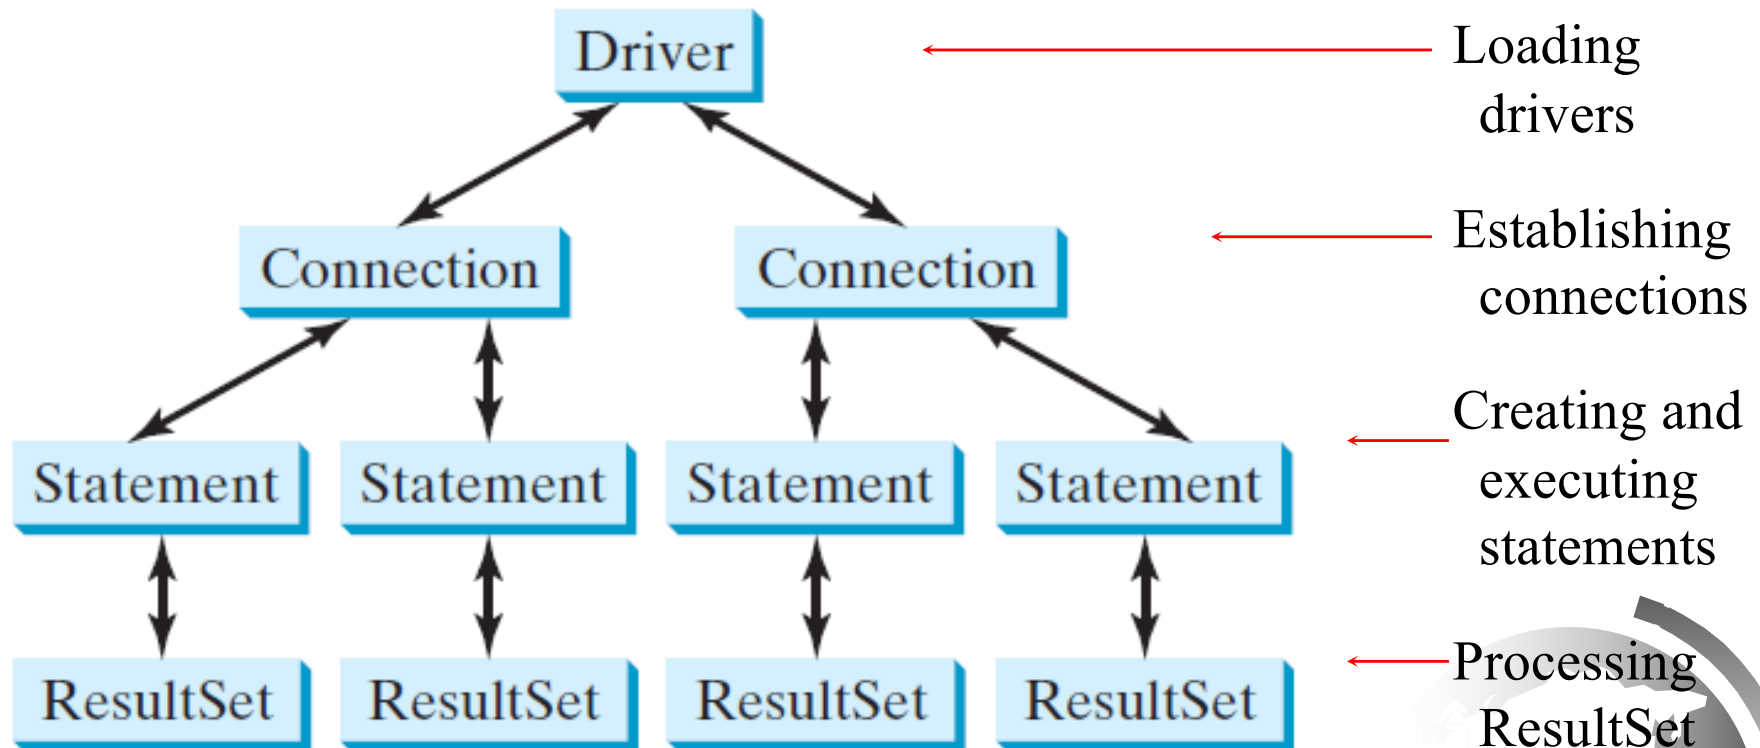 Driver
Loading
drivers
Connection
Connection
Establishing
connections
Statement
Statement
Statement
Statement
Creating and
executing
statements
ResultSet
ResultSet
ResultSet
ResultSet
Processing
ResultSet